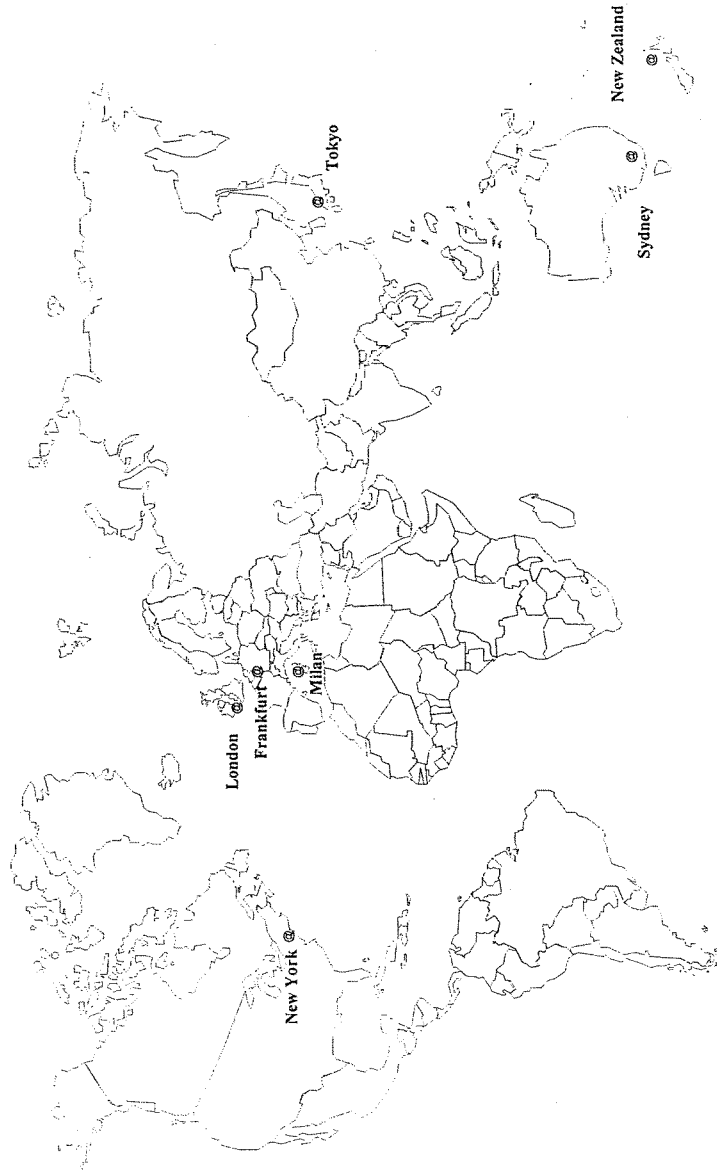 London
@
Frankfurt @
New York @
@
Milan
@
Tokyo
New Zealand
@
@
Sydney